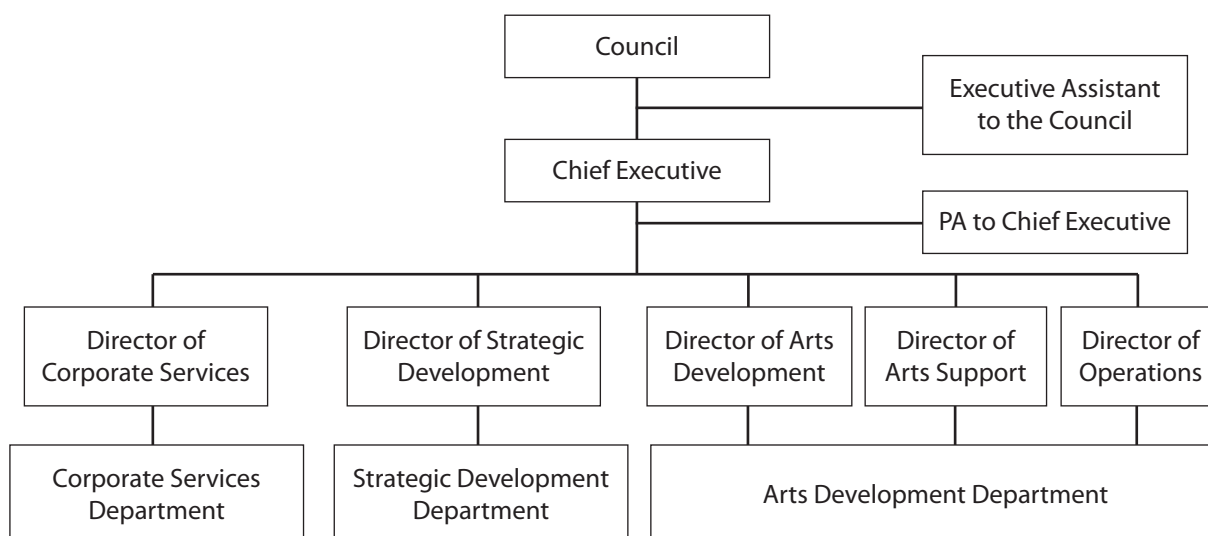 Council
Executive Assistant
to the Council
Chief Executive
PA to Chief Executive
Director of
Corporate Services
Director of Strategic
Development
Director of Arts
Development
Director of
Arts Support
Director of
Operations
Corporate Services
Department
Strategic Development
Department
Arts Development Department